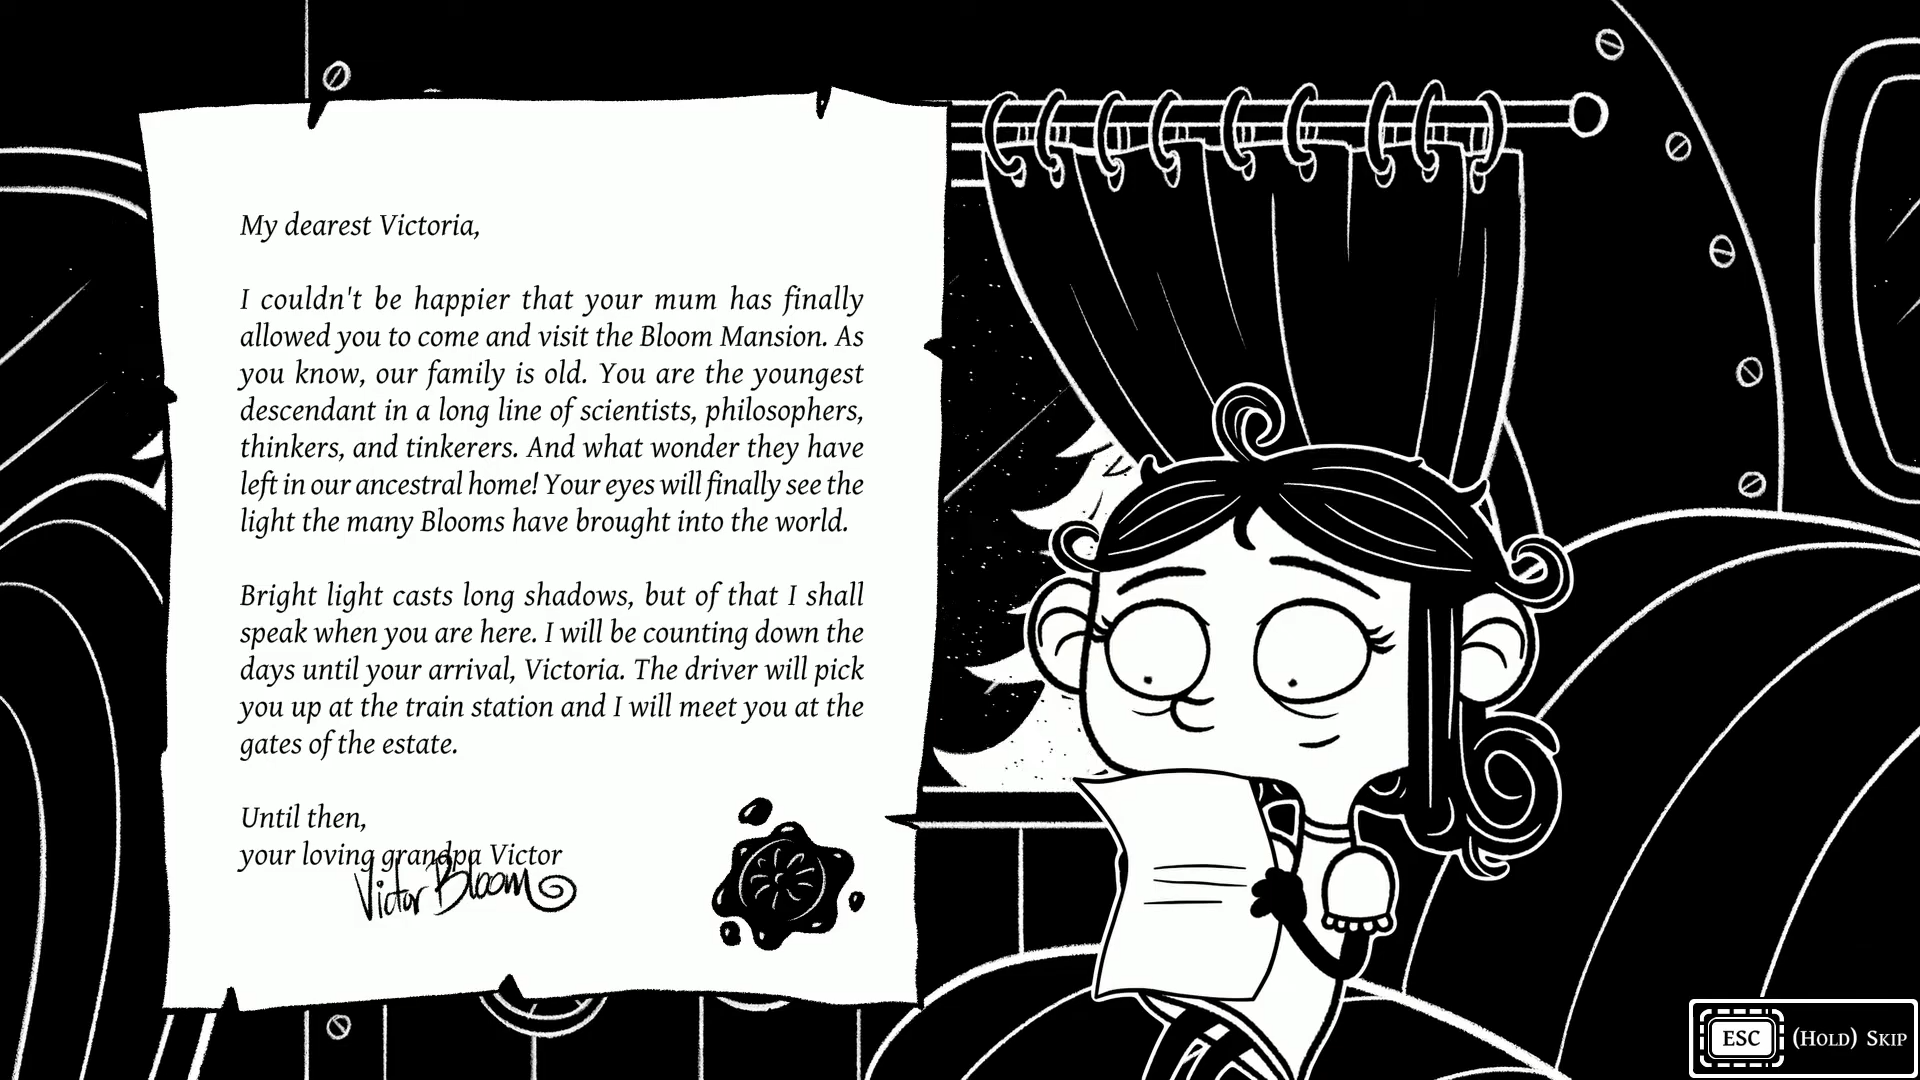 My dearest Victoria,
I couldn't be happier that your mum has finally
allowed you to come and visit the Bloom Mansion. As
you know, our family is old. You are the youngest
descendant in a long line of scientists, philosophers,
thinkers, and tinkerers. And what wonder they have
left in our ancestral home! Your eyes will finally see the
light the many Blooms have brought into the world.
Bright light casts long shadows, but of that I shall
speak when you are here. I will be counting down the
days until your arrival, Victoria. The driver will pick
you up at the train station and I will meet you at the
gates of the estate.
Until then,
your loving grandpa Victor
Victor Bloom
ESC (HOLD) SKIP